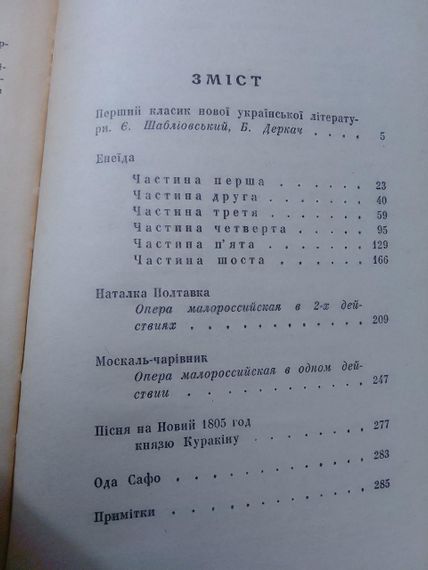 ЗМІСТ
Перший класик нової української літерату-
ри. Є. Шабліовський, Б. Деркач . . . . 5
Енеїда
Частина перша . . . . . . 23
Частина друга . . . . . . 40
Частина третя . . . . . . 59
Частина четверта . . . . . 95
Частина п'ята . . . . . . 129
Частина шоста . . . . . . 166
Наталка Полтавка
Опера малороссийская в 2-х дей-
ствиях . . . . . . . . . . 209
Москаль-чарівник
Опера малороссийская в одном дей-
ствии . . . . . . . . . . 247
Пісня на Новий 1805 год
князю Куракіну . . . . . . 277
Ода Сафо . . . . . . . . . . 283
Примітки . . . . . . . . . . 285